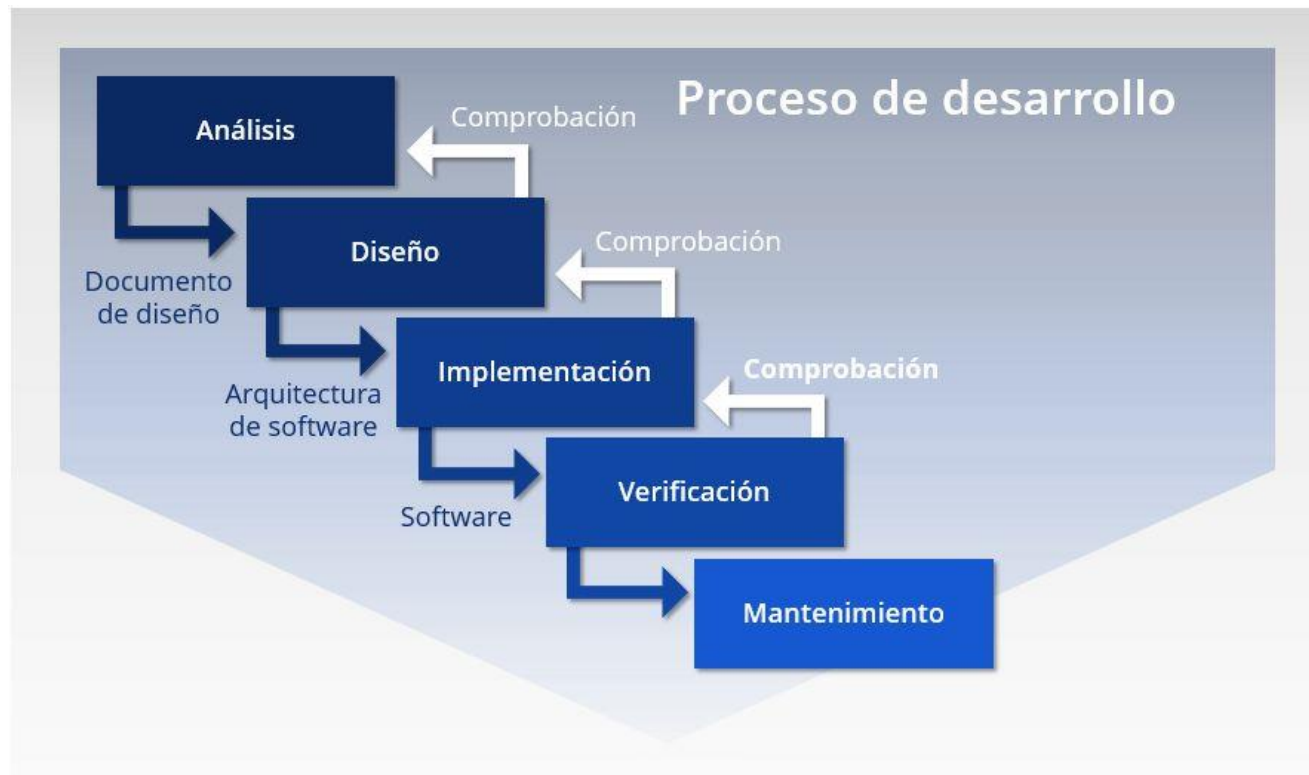 Proceso de desarrollo
Análisis
Comprobación
Diseño
Comprobación
Documento
de diseño
Implementación
Comprobación
Arquitectura
de software
Verificación
Software
Mantenimiento